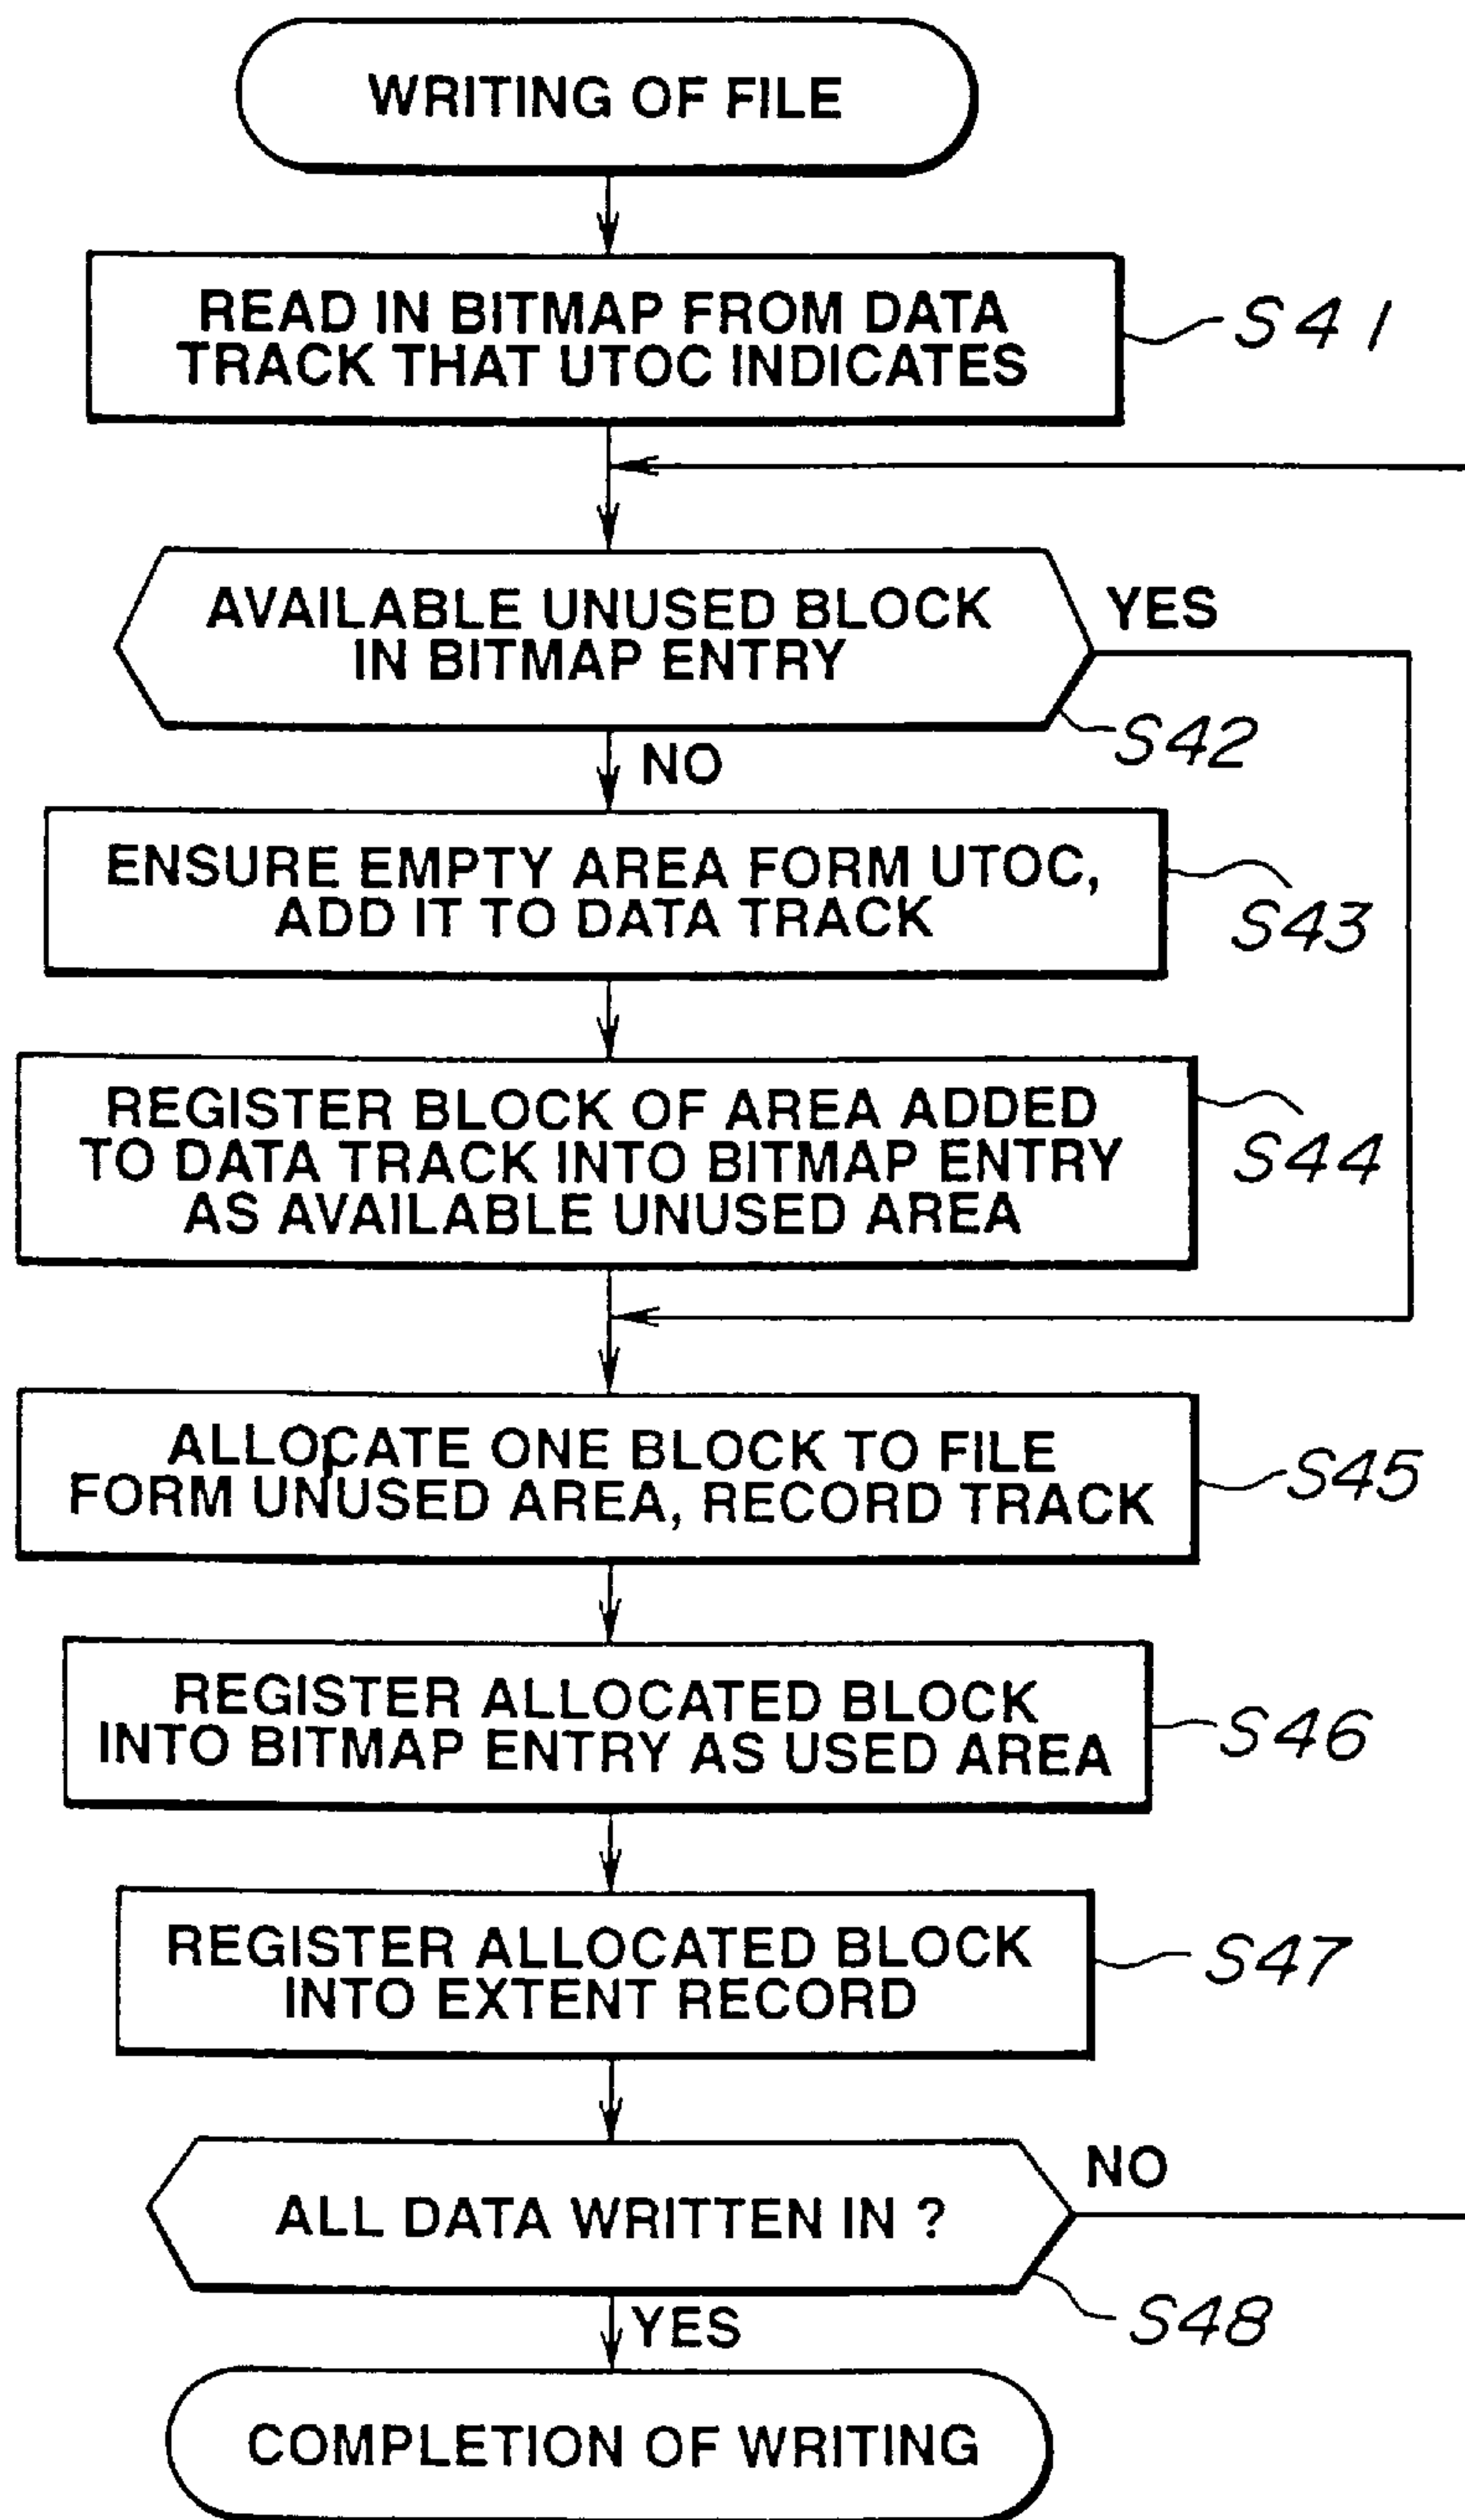 WRITING OF FILE
READ IN BITMAP FROM DATA
TRACK THAT UTOC INDICATES
S41
AVAILABLE UNUSED BLOCK
IN BITMAP ENTRY
YES
S42
NO
ENSURE EMPTY AREA FORM UTOC,
ADD IT TO DATA TRACK
S43
REGISTER BLOCK OF AREA ADDED
TO DATA TRACK INTO BITMAP ENTRY
AS AVAILABLE UNUSED AREA
S44
ALLOCATE ONE BLOCK TO FILE
FORM UNUSED AREA, RECORD TRACK
S45
REGISTER ALLOCATED BLOCK
INTO BITMAP ENTRY AS USED AREA
S46
REGISTER ALLOCATED BLOCK
INTO EXTENT RECORD
S47
ALL DATA WRITTEN IN ?
NO
S48
YES
COMPLETION OF WRITING